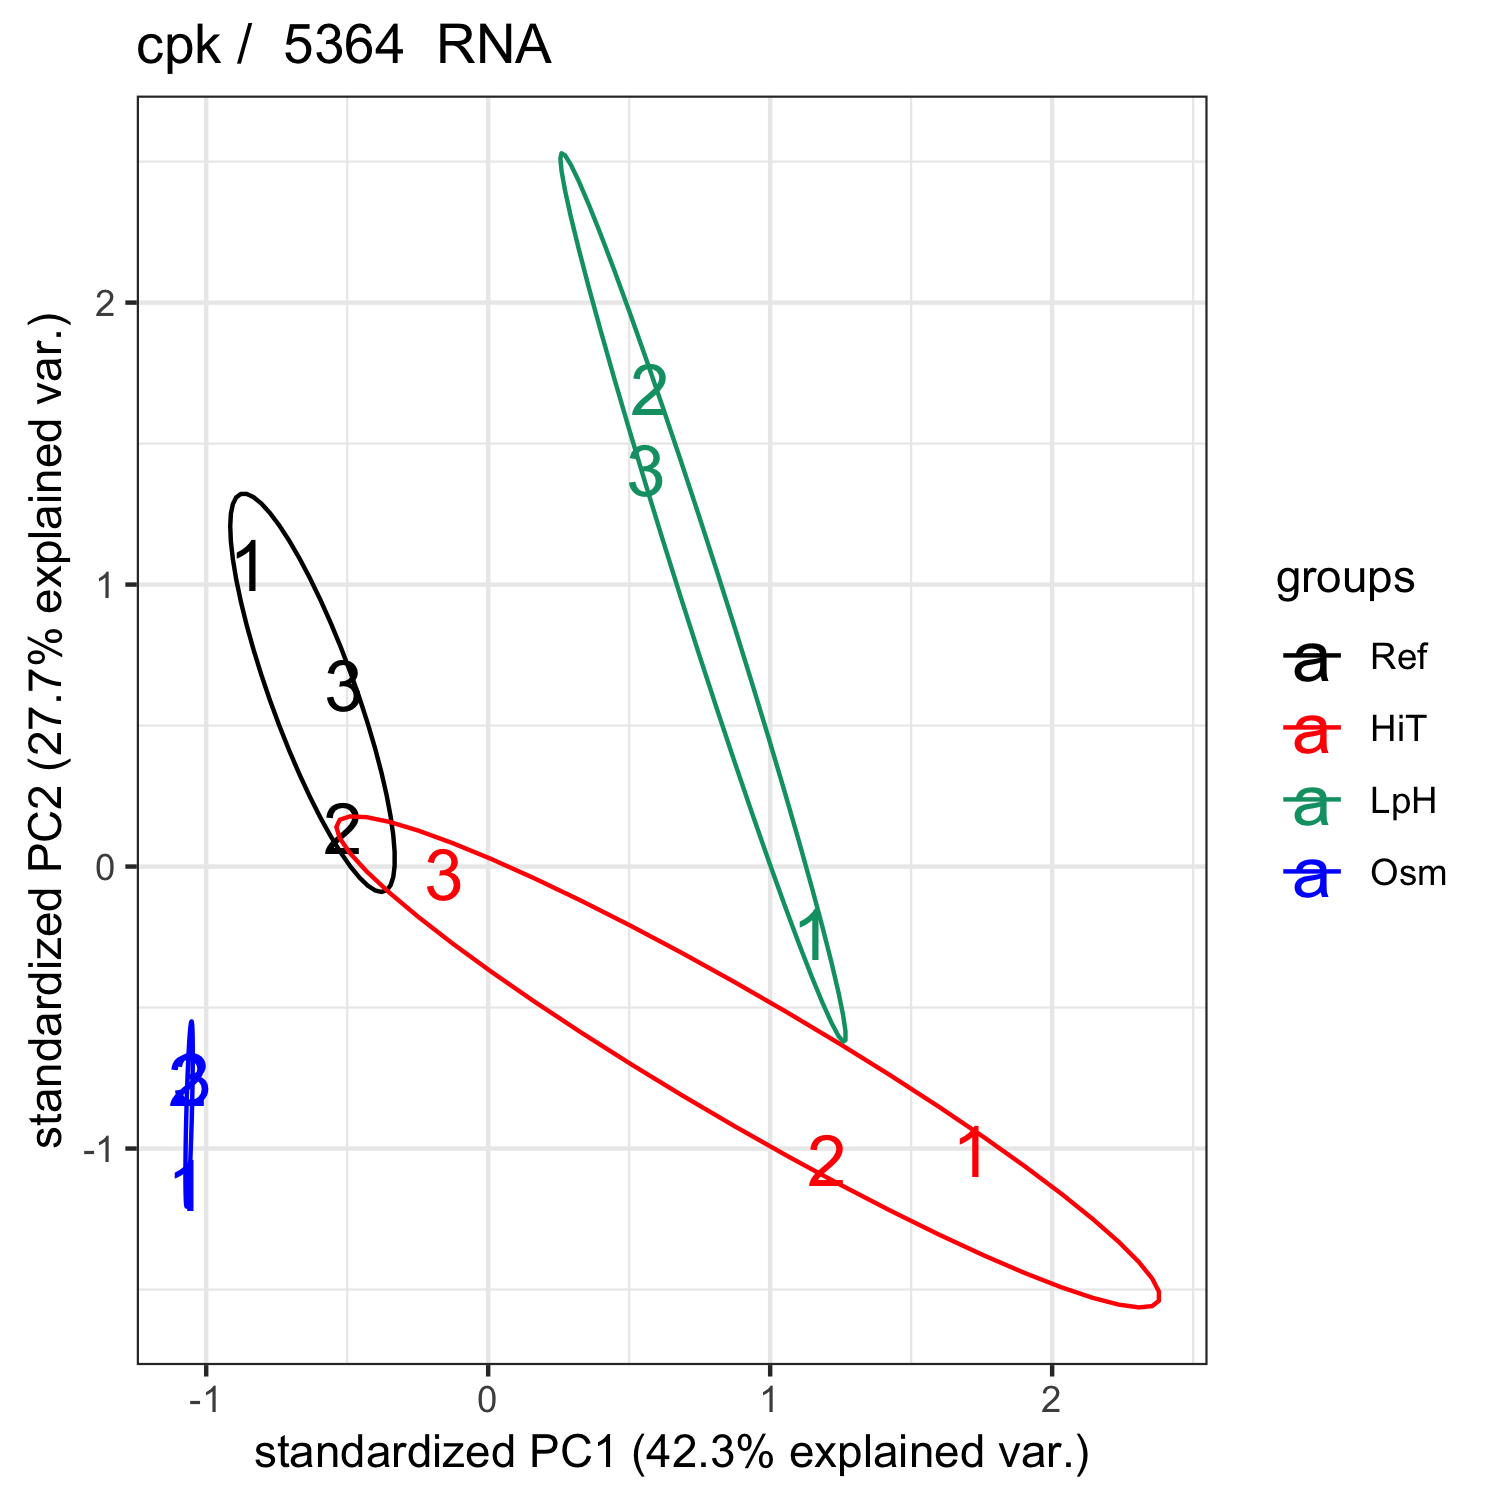 cpk /  5364  RNA
standardized PC2 (27.7% explained var.)
2
1
0
-1
2
3
1
1
3
2
3
2
1
2
3
1
-1
0
1
2
standardized PC1 (42.3% explained var.)
groups
a Ref
a HiT
a LpH
a Osm